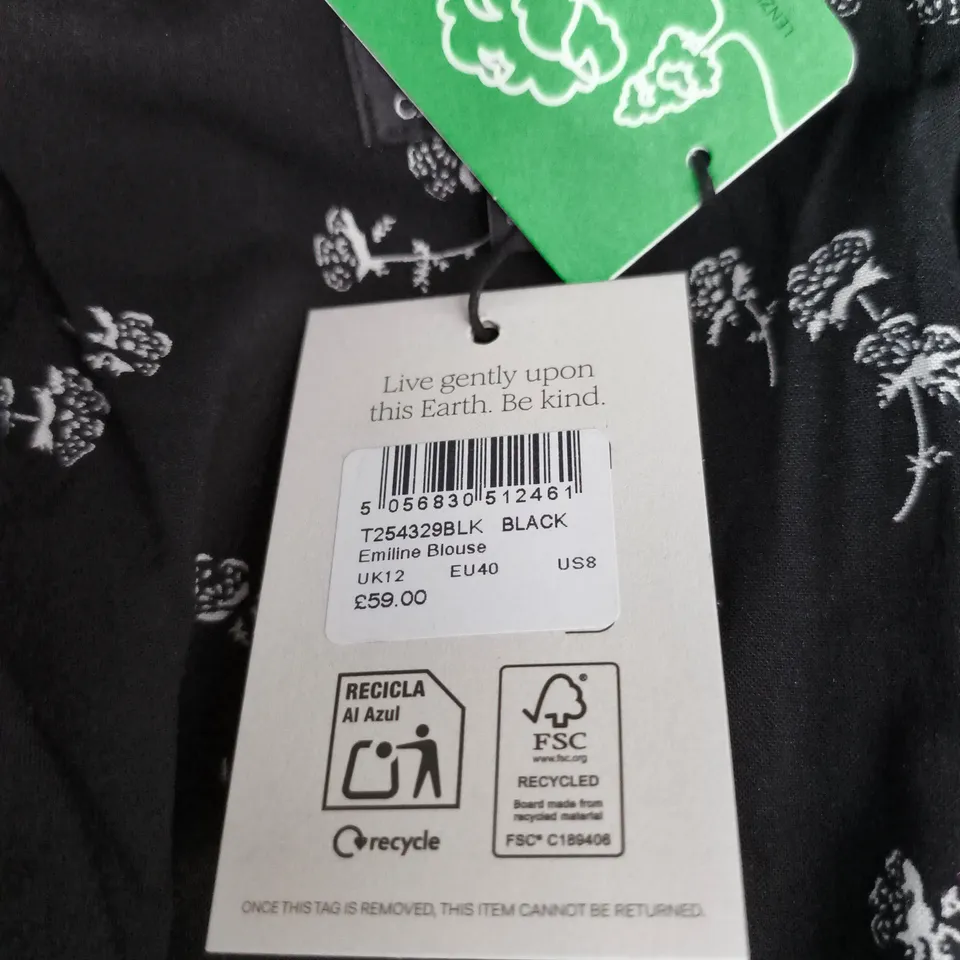 Live gently upon
this Earth. Be kind.
5 056830 512461
T254329BLK BLACK
Emiline Blouse
UK12 EU40 US8
£59.00
RECICLA
Al Azul
recycle
FSC®
www.fsc.org
RECYCLED
Board made from
recycled material
FSC® C189406
ONCE THIS TAG IS REMOVED, THIS ITEM CANNOT BE RETURNED.